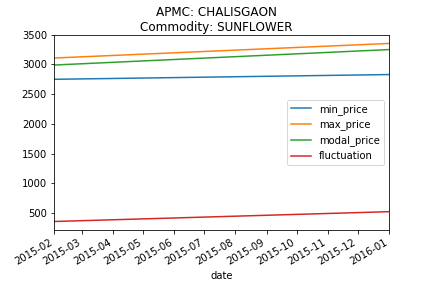 APMC: CHALISGAON
Commodity: SUNFLOWER
3500
3000
2500
2000
1500
1000
500
min_price
max_price
modal_price
fluctuation
2015-02
2015-03
2015-04
2015-05
2015-06
2015-07
2015-08
2015-09
2015-10
2015-11
2015-12
2016-01
date